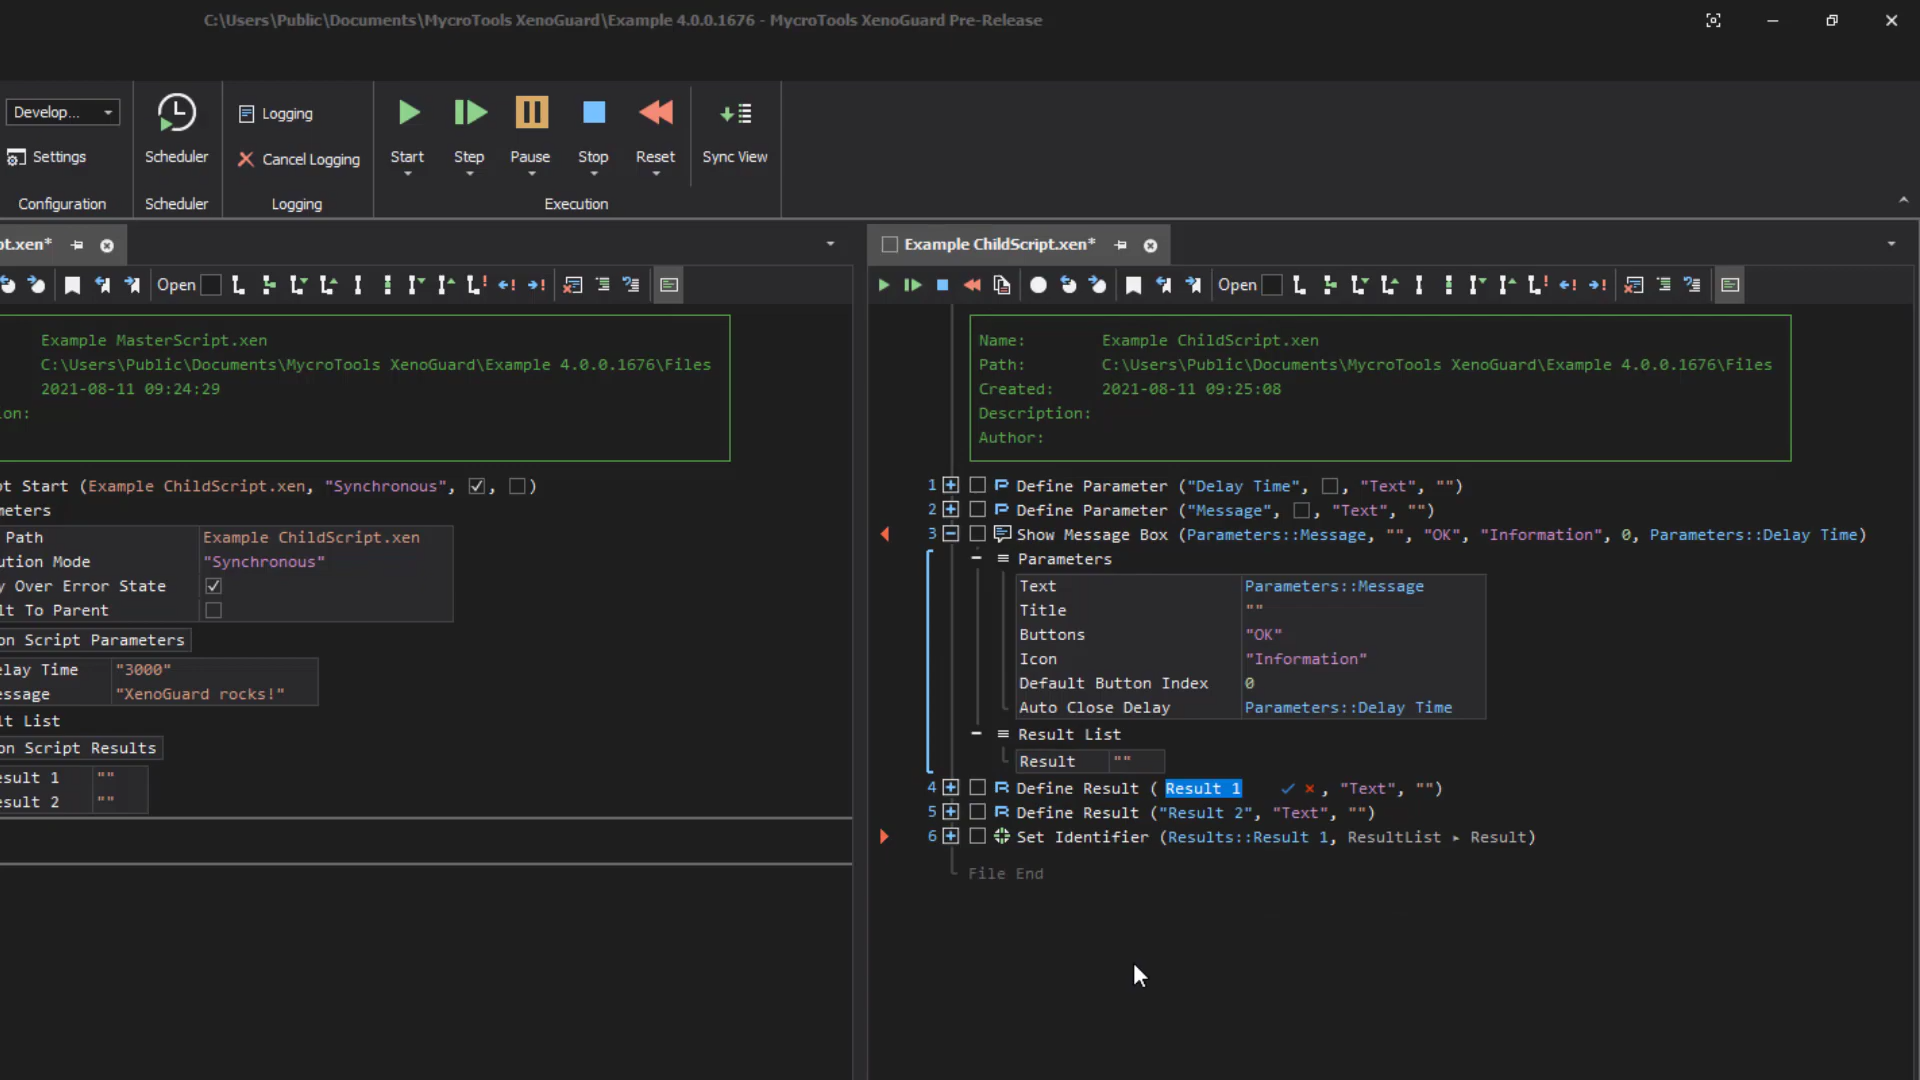 C:\Users\Public\Documents\MycroTools XenoGuard\Example 4.0.0.1676 - MycroTools XenoGuard Pre-Release
Develop...
Settings
Configuration
Scheduler
Scheduler
Logging
Cancel Logging
Logging
Start
Step
Pause
Stop
Reset
Execution
Sync View
pt.xen*
Open
Example MasterScript.xen
C:\Users\Public\Documents\MycroTools XenoGuard\Example 4.0.0.1676\Files
2021-08-11 09:24:29
on:
pt Start (Example ChildScript.xen, "Synchronous", , )
meters
Path Example ChildScript.xen
ution Mode "Synchronous"
y Over Error State
lt To Parent
on Script Parameters
elay Time "3000"
essage "XenoGuard rocks!"
lt List
on Script Results
esult 1 ""
esult 2 ""
Example ChildScript.xen*
Open
Name: Example ChildScript.xen
Path: C:\Users\Public\Documents\MycroTools XenoGuard\Example 4.0.0.1676\Files
Created: 2021-08-11 09:25:08
Description:
Author:
1 Define Parameter ("Delay Time", , "Text", "")
2 Define Parameter ("Message", , "Text", "")
3 Show Message Box (Parameters::Message, "", "OK", "Information", 0, Parameters::Delay Time)
Parameters
Text Parameters::Message
Title ""
Buttons "OK"
Icon "Information"
Default Button Index 0
Auto Close Delay Parameters::Delay Time
Result List
Result ""
4 Define Result ( Result 1 , "Text", "")
5 Define Result ("Result 2", "Text", "")
6 Set Identifier (Results::Result 1, ResultList ▸ Result)
File End